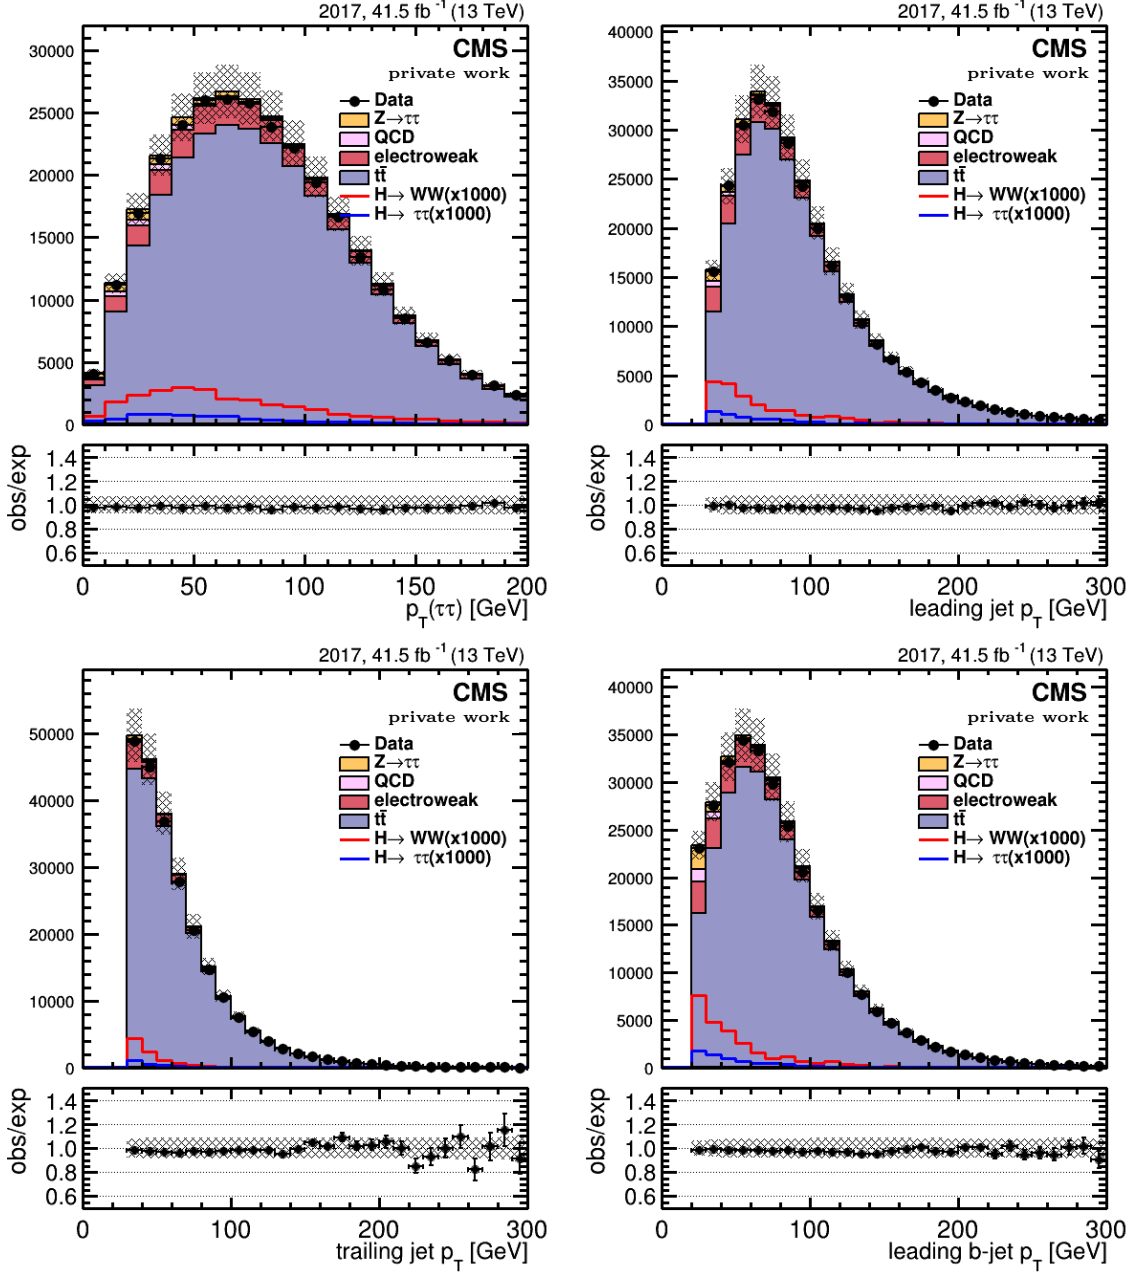 2017, 41.5 fb⁻¹ (13 TeV)
CMS
private work
Data
Z→ττ
QCD
electroweak
tt̄
H→ WW(x1000)
H→ ττ(x1000)
30000
25000
20000
15000
10000
5000
0
obs/exp
1.4
1.2
1.0
0.8
0.6
0 50 100 150 200
p_T(ττ) [GeV]
2017, 41.5 fb⁻¹ (13 TeV)
CMS
private work
Data
Z→ττ
QCD
electroweak
tt̄
H→ WW(x1000)
H→ ττ(x1000)
40000
35000
30000
25000
20000
15000
10000
5000
0
obs/exp
1.4
1.2
1.0
0.8
0.6
0 100 200 300
leading jet p_T [GeV]
2017, 41.5 fb⁻¹ (13 TeV)
CMS
private work
Data
Z→ττ
QCD
electroweak
tt̄
H→ WW(x1000)
H→ ττ(x1000)
50000
40000
30000
20000
10000
0
obs/exp
1.4
1.2
1.0
0.8
0.6
0 100 200 300
trailing jet p_T [GeV]
2017, 41.5 fb⁻¹ (13 TeV)
CMS
private work
Data
Z→ττ
QCD
electroweak
tt̄
H→ WW(x1000)
H→ ττ(x1000)
40000
35000
30000
25000
20000
15000
10000
5000
0
obs/exp
1.4
1.2
1.0
0.8
0.6
0 100 200 300
leading b-jet p_T [GeV]